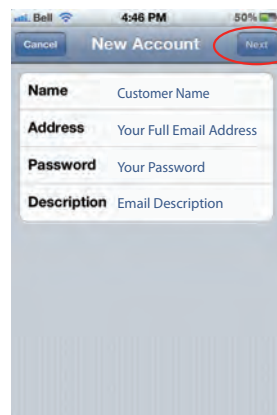 Bell 4:46 PM 50%
Cancel New Account Next
Name Customer Name
Address Your Full Email Address
Password Your Password
Description Email Description